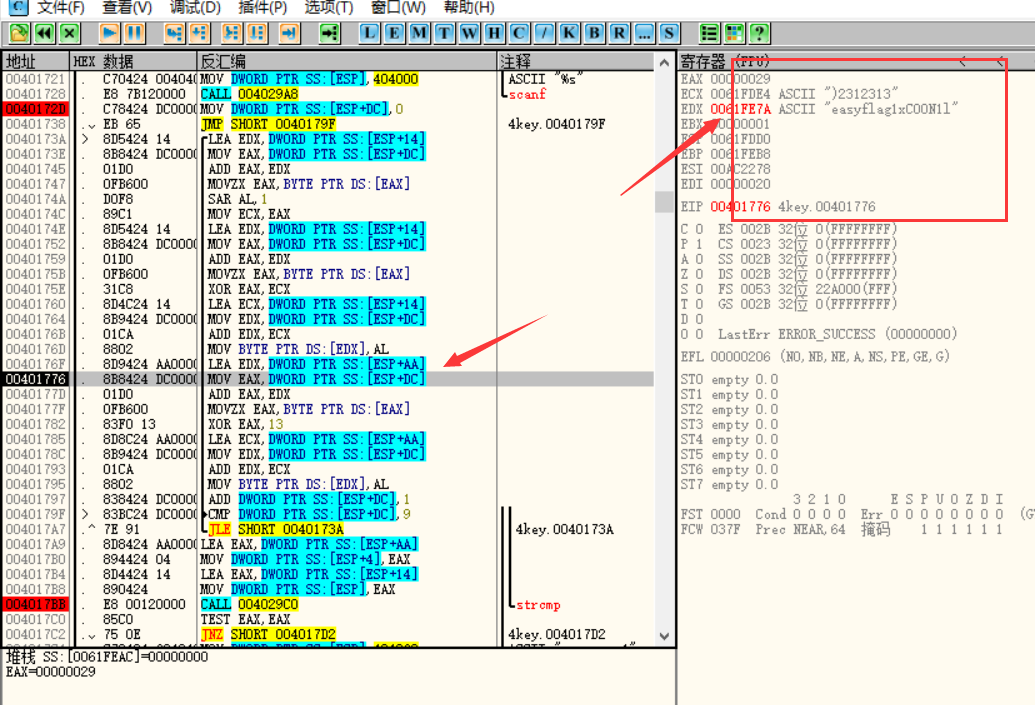 文件(F) 查看(V) 调试(D) 插件(P) 选项(T) 窗口(W) 帮助(H)
L E M T W H C / K B R ... S
地址 HEX 数据 反汇编 注释
00401721 . C70424 004040 MOV DWORD PTR SS:[ESP],404000 ASCII "%s"
00401728 . E8 7B120000 CALL 004029A8 scanf
0040172D . C78424 DC0000 MOV DWORD PTR SS:[ESP+DC],0
00401738 . EB 65 JMP SHORT 0040179F 4key.0040179F
0040173A > 8D5424 14 LEA EDX,DWORD PTR SS:[ESP+14]
0040173E . 8B8424 DC0000 MOV EAX,DWORD PTR SS:[ESP+DC]
00401745 . 01D0 ADD EAX,EDX
00401747 . 0FB600 MOVZX EAX,BYTE PTR DS:[EAX]
0040174A . D0F8 SAR AL,1
0040174C . 89C1 MOV ECX,EAX
0040174E . 8D5424 14 LEA EDX,DWORD PTR SS:[ESP+14]
00401752 . 8B8424 DC0000 MOV EAX,DWORD PTR SS:[ESP+DC]
00401759 . 01D0 ADD EAX,EDX
0040175B . 0FB600 MOVZX EAX,BYTE PTR DS:[EAX]
0040175E . 31C8 XOR EAX,ECX
00401760 . 8D4C24 14 LEA ECX,DWORD PTR SS:[ESP+14]
00401764 . 8B9424 DC0000 MOV EDX,DWORD PTR SS:[ESP+DC]
0040176B . 01CA ADD EDX,ECX
0040176D . 8802 MOV BYTE PTR DS:[EDX],AL
0040176F . 8D9424 AA0000 LEA EDX,DWORD PTR SS:[ESP+AA]
00401776 . 8B8424 DC0000 MOV EAX,DWORD PTR SS:[ESP+DC]
0040177D . 01D0 ADD EAX,EDX
0040177F . 0FB600 MOVZX EAX,BYTE PTR DS:[EAX]
00401782 . 83F0 13 XOR EAX,13
00401785 . 8D8C24 AA0000 LEA ECX,DWORD PTR SS:[ESP+AA]
0040178C . 8B9424 DC0000 MOV EDX,DWORD PTR SS:[ESP+DC]
00401793 . 01CA ADD EDX,ECX
00401795 . 8802 MOV BYTE PTR DS:[EDX],AL
00401797 . 838424 DC0000 ADD DWORD PTR SS:[ESP+DC],1
0040179F > 83BC24 DC0000 CMP DWORD PTR SS:[ESP+DC],9
004017A7 .^ 7E 91 JLE SHORT 0040173A 4key.0040173A
004017A9 . 8D8424 AA0000 LEA EAX,DWORD PTR SS:[ESP+AA]
004017B0 . 894424 04 MOV DWORD PTR SS:[ESP+4],EAX
004017B4 . 8D4424 14 LEA EAX,DWORD PTR SS:[ESP+14]
004017B8 . 890424 MOV DWORD PTR SS:[ESP],EAX
004017BB . E8 00120000 CALL 004029C0 strcmp
004017C0 . 85C0 TEST EAX,EAX
004017C2 . 75 0E JNZ SHORT 004017D2 4key.004017D2
堆栈 SS:[0061FEAC]=00000000
EAX=00000029
寄存器 (FPU) < <
EAX 00000029
ECX 0061FDE4 ASCII ")2312313"
EDX 0061FE7A ASCII "easyflag1xC00N1l"
EBX 00000001
ESP 0061FDD0
EBP 0061FEB8
ESI 00AC2278
EDI 00000020
EIP 00401776 4key.00401776
C 0 ES 002B 32位 0(FFFFFFFF)
P 1 CS 0023 32位 0(FFFFFFFF)
A 0 SS 002B 32位 0(FFFFFFFF)
Z 0 DS 002B 32位 0(FFFFFFFF)
S 0 FS 0053 32位 22A000(FFF)
T 0 GS 002B 32位 0(FFFFFFFF)
D 0
O 0 LastErr ERROR_SUCCESS (00000000)
EFL 00000206 (NO,NB,NE,A,NS,PE,GE,G)
ST0 empty 0.0
ST1 empty 0.0
ST2 empty 0.0
ST3 empty 0.0
ST4 empty 0.0
ST5 empty 0.0
ST6 empty 0.0
ST7 empty 0.0
3 2 1 0 E S P U O Z D I
FST 0000 Cond 0 0 0 0 Err 0 0 0 0 0 0 0 0 (G
FCW 037F Prec NEAR,64 掩码 1 1 1 1 1 1